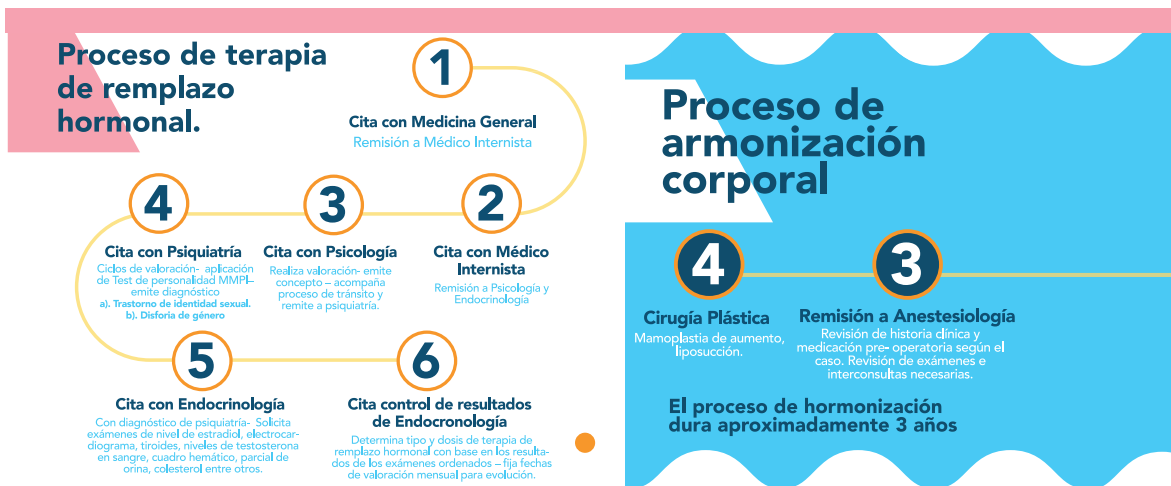 Proceso de terapia
de remplazo
hormonal.
1
Cita con Medicina General
Remisión a Médico Internista
2
Cita con Médico
Internista
Remisión a Psicología y
Endocrinología
3
Cita con Psicología
Realiza valoración- emite
concepto – acompaña
proceso de tránsito y
remite a psiquiatría.
4
Cita con Psiquiatría
Ciclos de valoración- aplicación
de Test de personalidad MMPI–
emite diagnóstico
a). Trastorno de identidad sexual.
b). Disforia de género
5
Cita con Endocrinología
Con diagnóstico de psiquiatría- Solicita
exámenes de nivel de estradiol, electrocar-
diograma, tiroides, niveles de testosterona
en sangre, cuadro hemático, parcial de
orina, colesterol entre otros.
6
Cita control de resultados
de Endocronología
Determina tipo y dosis de terapia de
remplazo hormonal con base en los resulta-
dos de los exámenes ordenados – fija fechas
de valoración mensual para evolución.
Proceso de
armonización
corporal
4
Cirugía Plástica
Mamoplastia de aumento,
liposucción.
3
Remisión a Anestesiología
Revisión de historia clínica y
medicación pre- operatoria según el
caso. Revisión de exámenes e
interconsultas necesarias.
El proceso de hormonización
dura aproximadamente 3 años